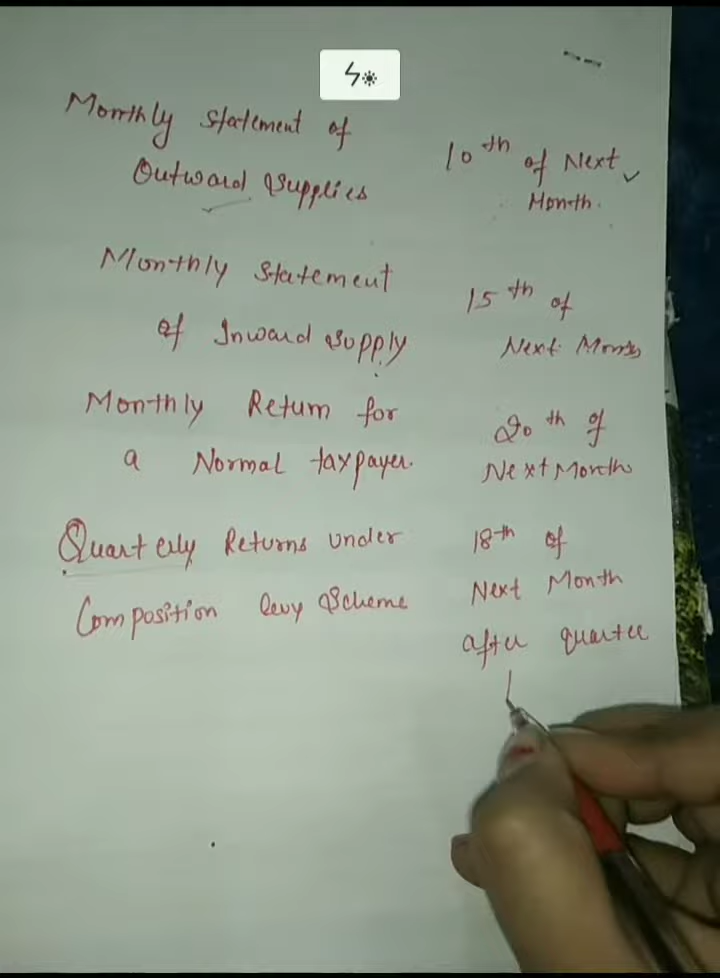 Monthly Statement of
Outward Supplies
10th of Next
Month.
Monthly Statement
of Inward Supply
15th of
Next Month
Monthly Return for
a Normal taxpayer.
20th of
Next Month
Quarterly Returns under
Composition levy Scheme
18th of
Next Month
after quarter